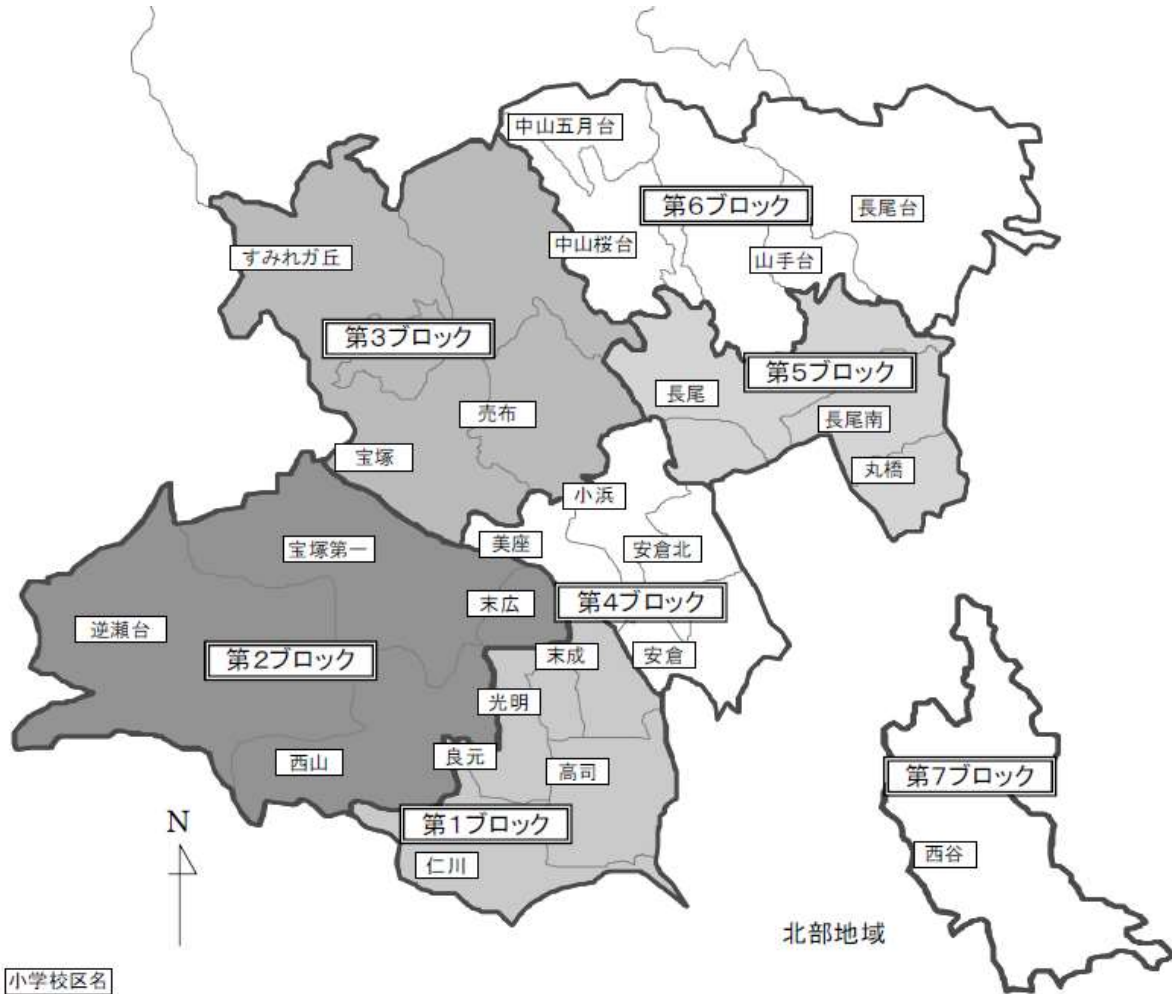 中山五月台
第6ブロック
長尾台
中山桜台
山手台
すみれガ丘
第3ブロック
第5ブロック
長尾
売布
長尾南
宝塚
丸橋
小浜
美座
宝塚第一
安倉北
末広
第4ブロック
逆瀬台
第2ブロック
末成
安倉
光明
西山
良元
高司
第7ブロック
第1ブロック
N
西谷
仁川
北部地域
小学校区名